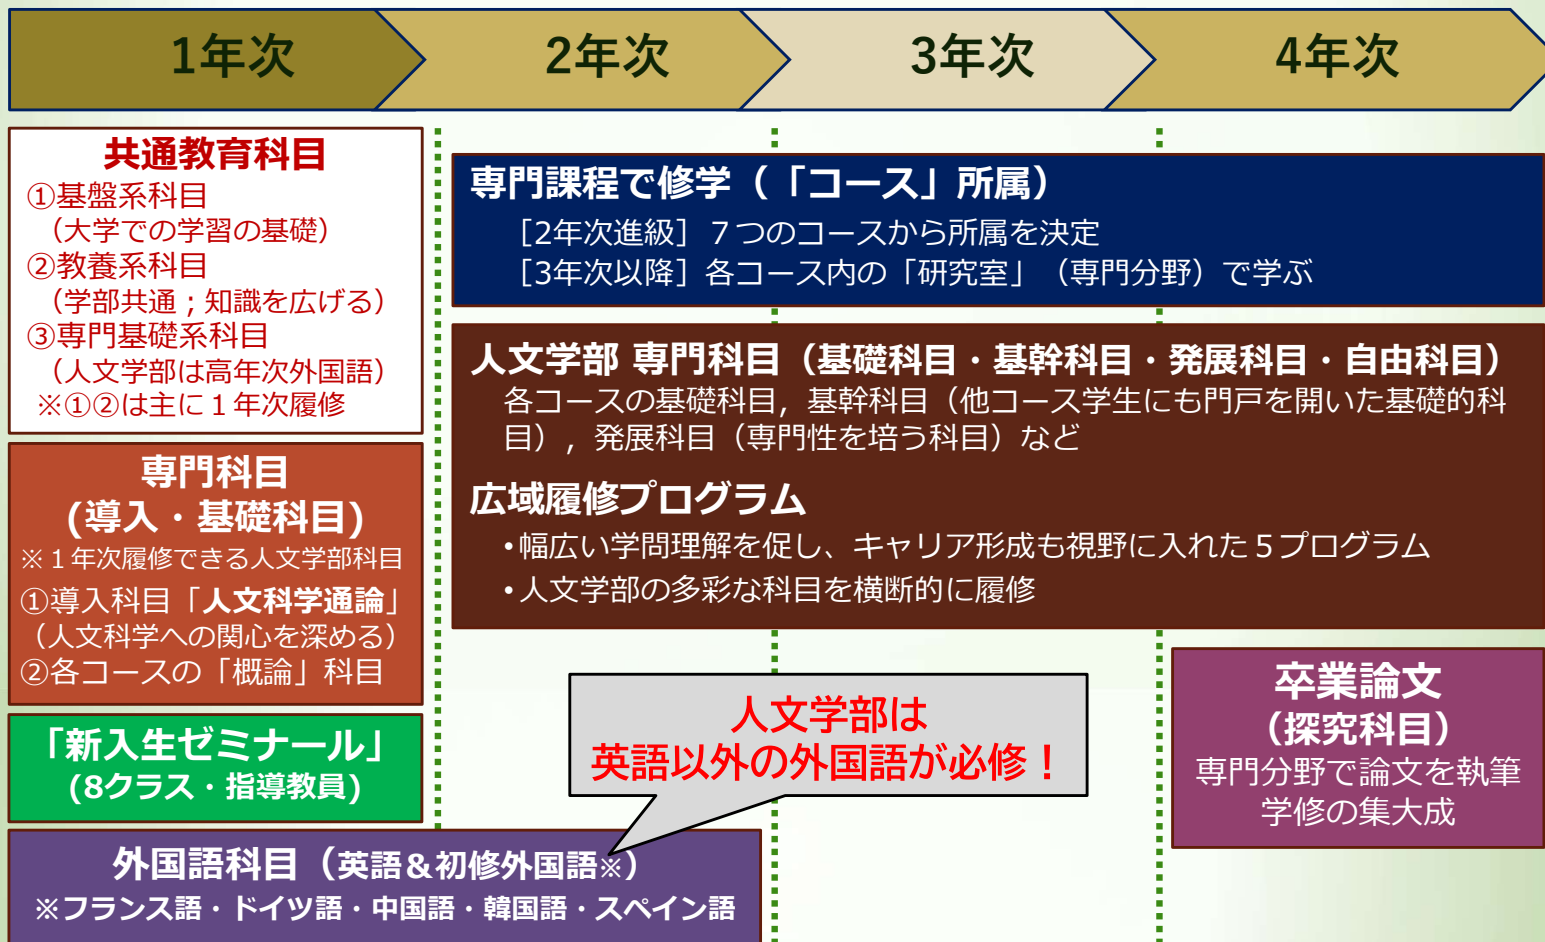 1年次
2年次
3年次
4年次
共通教育科目
①基盤系科目
（大学での学習の基礎）
②教養系科目
（学部共通；知識を広げる）
③専門基礎系科目
（人文学部は高年次外国語）
※①②は主に１年次履修
専門科目
(導入・基礎科目)
※１年次履修できる人文学部科目
①導入科目「人文科学通論」
（人文科学への関心を深める）
②各コースの「概論」科目
「新入生ゼミナール」
(8クラス・指導教員)
外国語科目（英語＆初修外国語※）
※フランス語・ドイツ語・中国語・韓国語・スペイン語
専門課程で修学（「コース」所属）
［2年次進級］７つのコースから所属を決定
［3年次以降］各コース内の「研究室」（専門分野）で学ぶ
人文学部 専門科目（基礎科目・基幹科目・発展科目・自由科目）
各コースの基礎科目，基幹科目（他コース学生にも門戸を開いた基礎的科
目），発展科目（専門性を培う科目）など
広域履修プログラム
・幅広い学問理解を促し、キャリア形成も視野に入れた５プログラム
・人文学部の多彩な科目を横断的に履修
人文学部は
英語以外の外国語が必修！
卒業論文
（探究科目）
専門分野で論文を執筆
学修の集大成